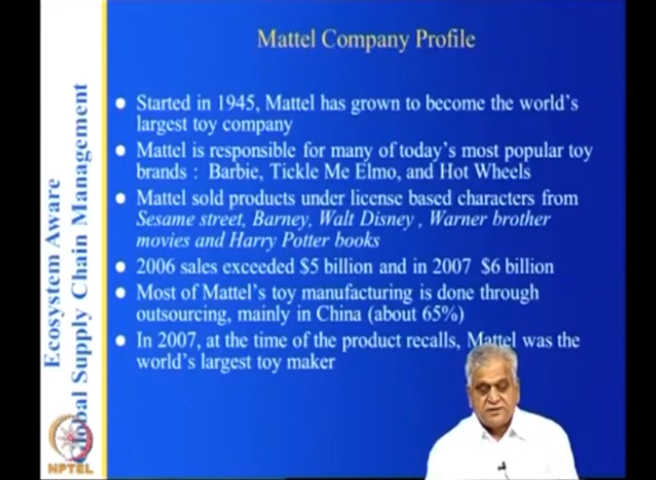 Mattel Company Profile
Started in 1945, Mattel has grown to become the world's
largest toy company
Mattel is responsible for many of today's most popular toy
brands : Barbie, Tickle Me Elmo, and Hot Wheels
Mattel sold products under license based characters from
Sesame street, Barney, Walt Disney , Warner brother
movies and Harry Potter books
2006 sales exceeded $5 billion and in 2007 $6 billion
Most of Mattel's toy manufacturing is done through
outsourcing, mainly in China (about 65%)
In 2007, at the time of the product recalls, Mattel was the
world's largest toy maker
Ecosystem Aware
Global Supply Chain Management
NPTEL